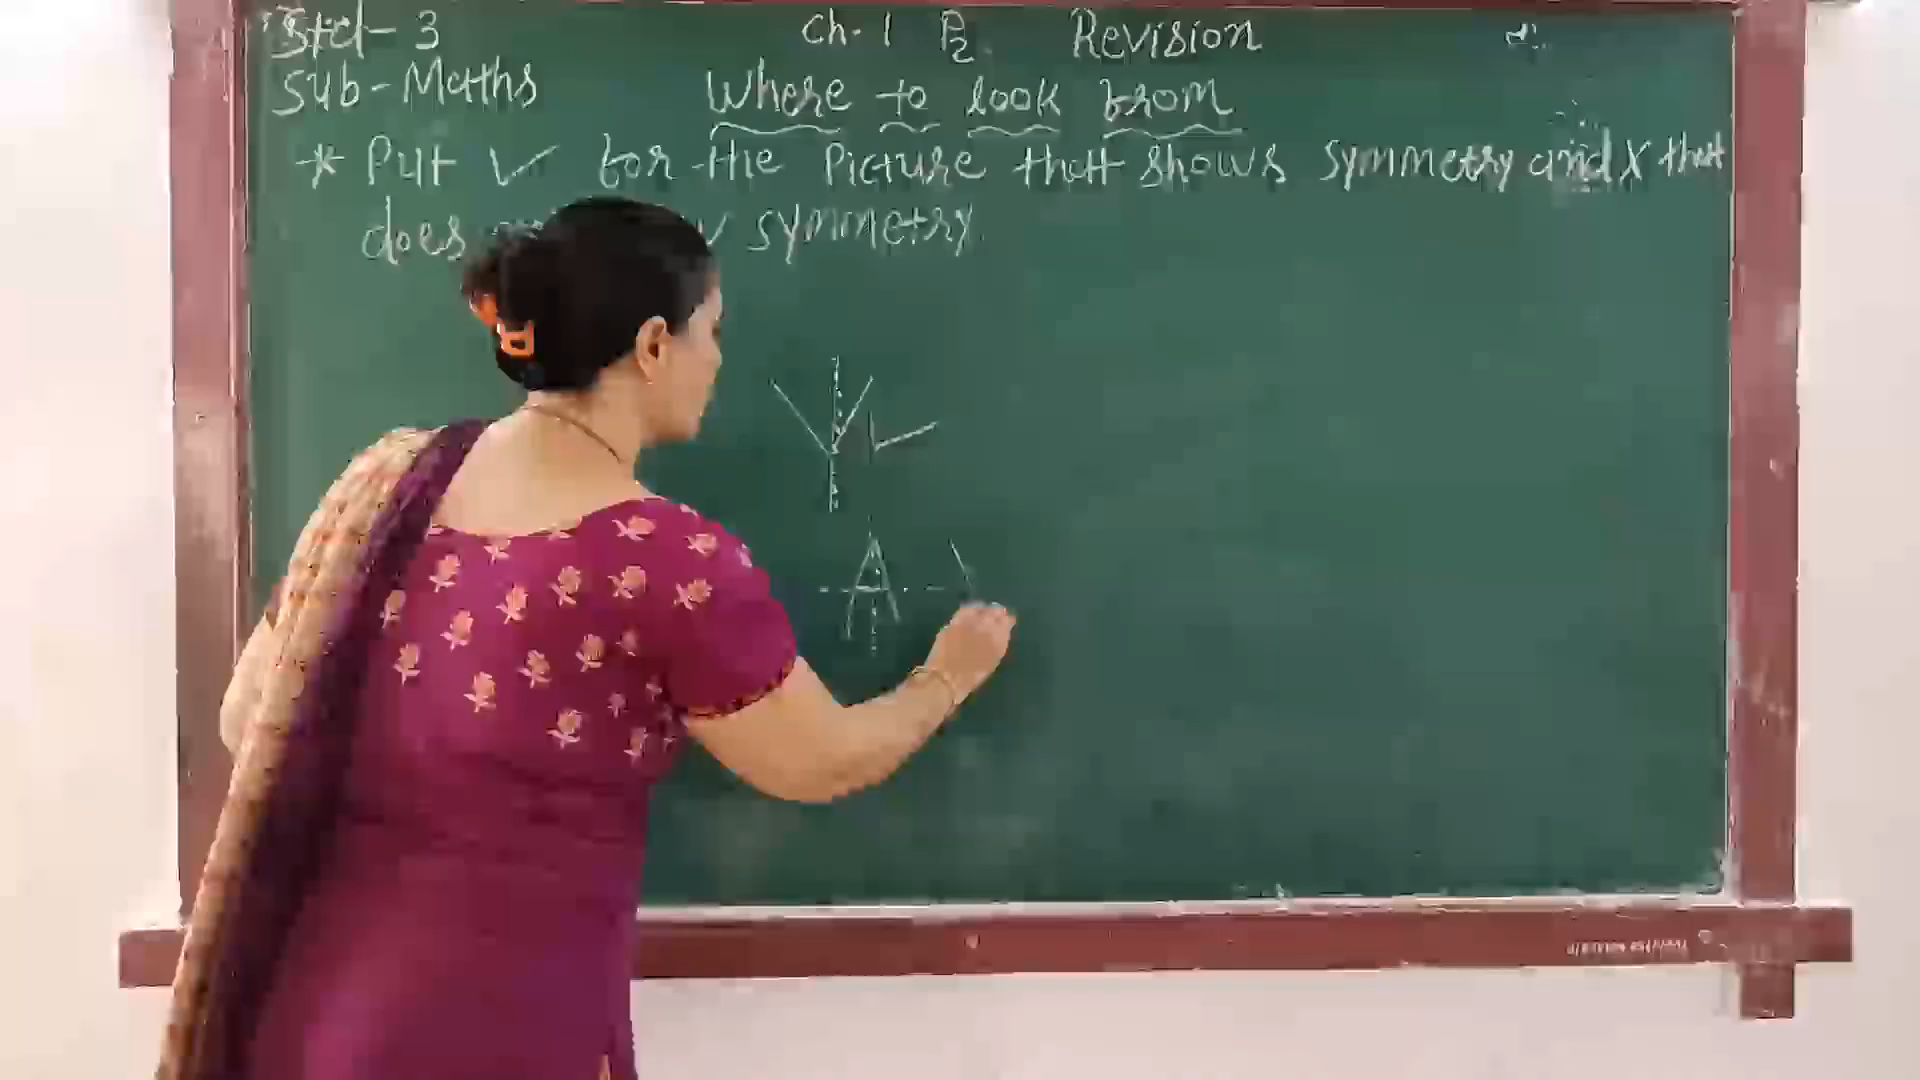 Std - 3 Ch-1 P2 Revision
Sub - Maths Where to look from
* Put ✓ for the Picture that shows symmetry and X that
does symmetry.
Y
A